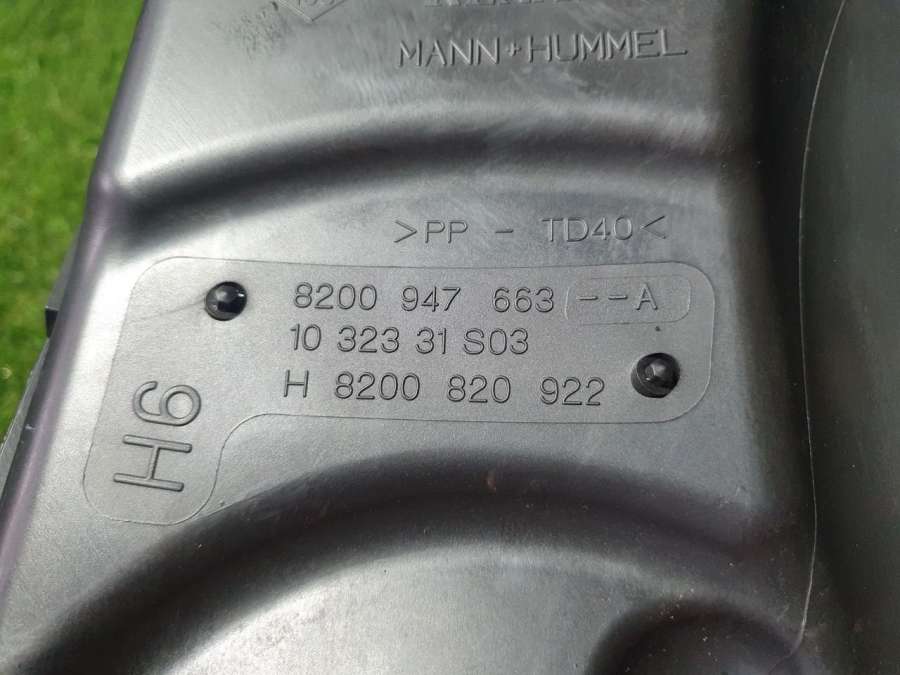 MANN+HUMMEL
>PP - TD40<
8200 947 663 --A
10 323 31 S03
H 8200 820 922
H6